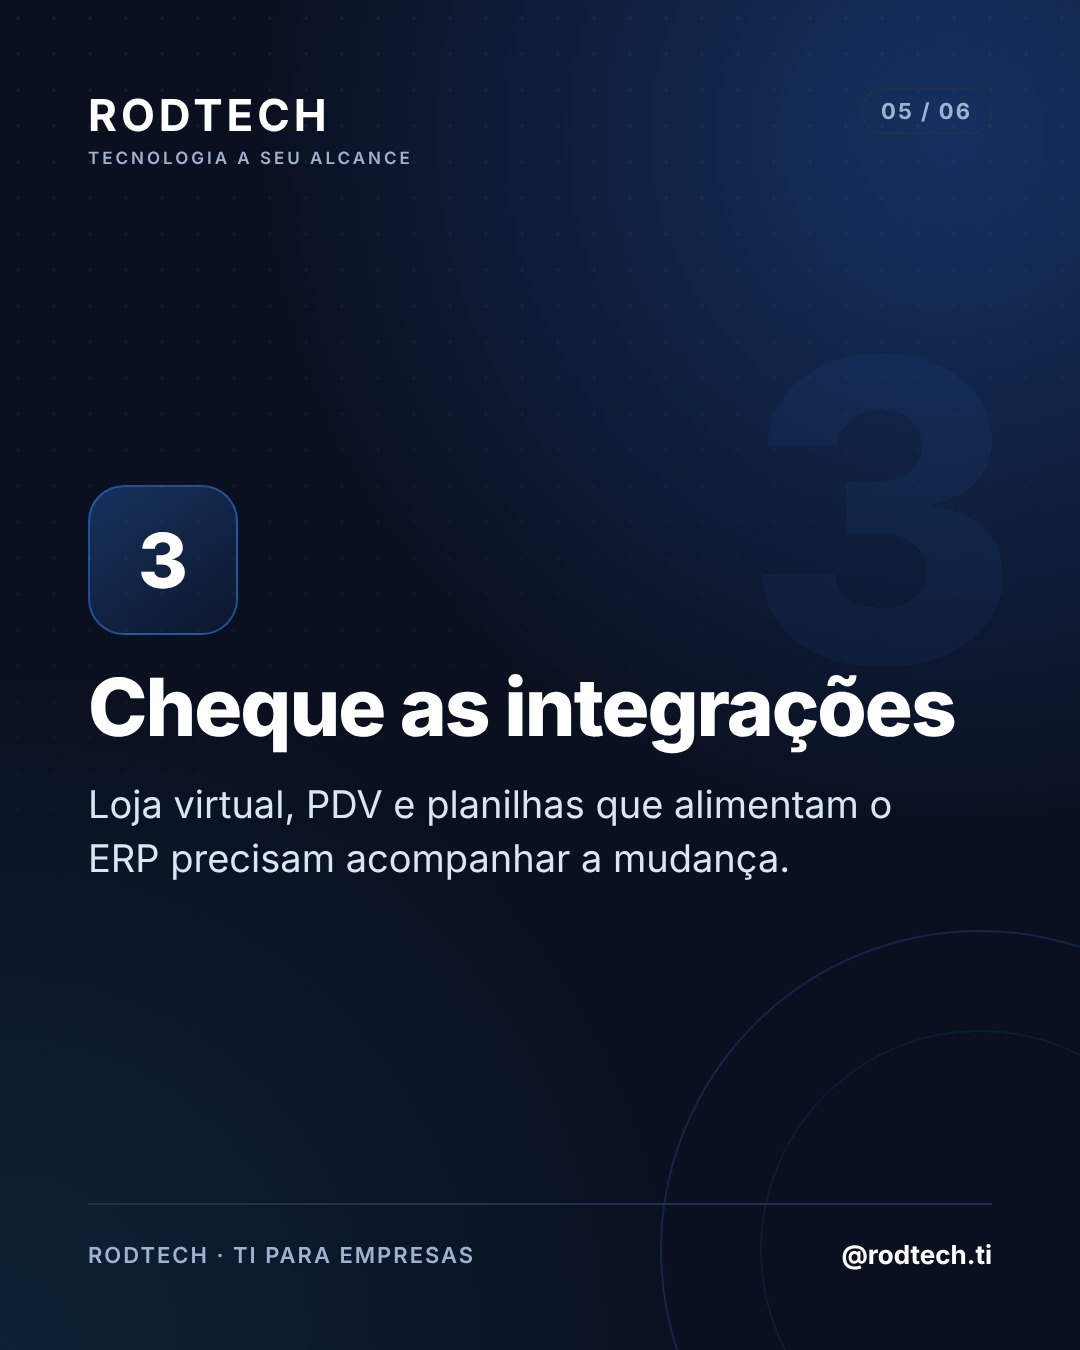 RODTECH
TECNOLOGIA A SEU ALCANCE
05 / 06
3
3
Cheque as integrações
Loja virtual, PDV e planilhas que alimentam o
ERP precisam acompanhar a mudança.
RODTECH · TI PARA EMPRESAS
@rodtech.ti